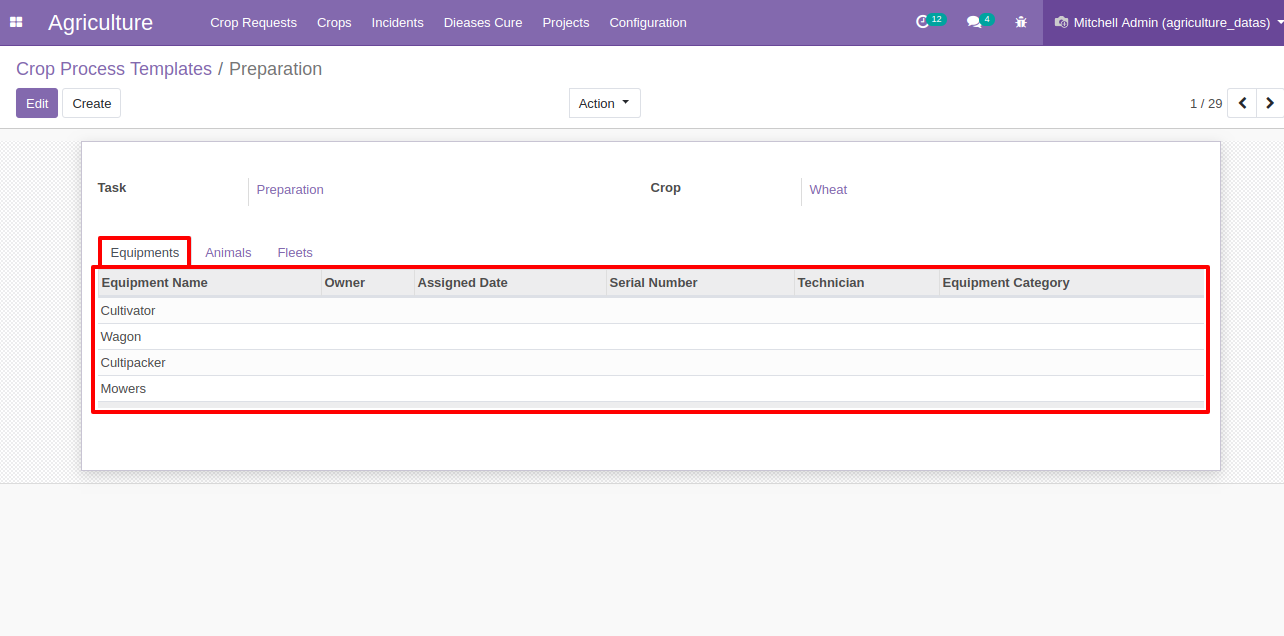 Agriculture Crop Requests Crops Incidents Dieases Cure Projects Configuration 12 4 Mitchell Admin (agriculture_datas)
Crop Process Templates / Preparation
Edit Create Action 1 / 29
Task Preparation Crop Wheat
Equipments Animals Fleets
Equipment Name Owner Assigned Date Serial Number Technician Equipment Category
Cultivator
Wagon
Cultipacker
Mowers